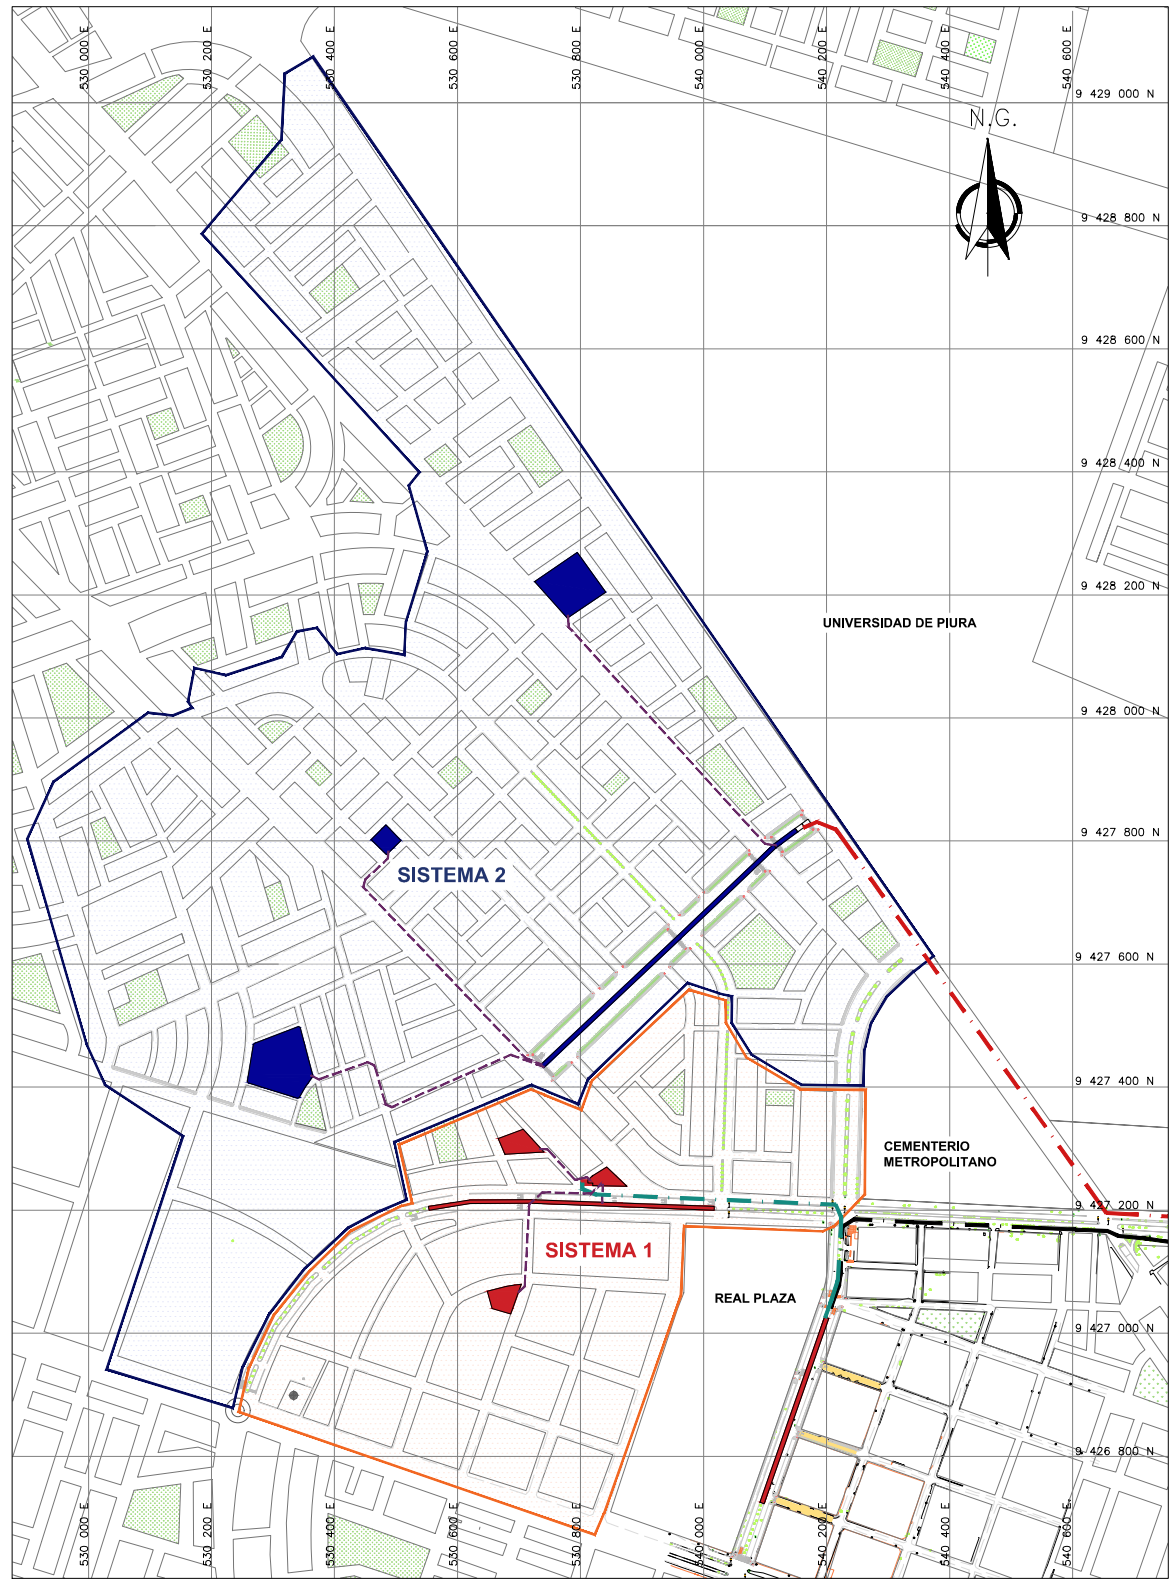 530 000 E
530 200 E
530 400 E
530 600 E
530 800 E
540 000 E
540 200 E
540 400 E
540 600 E
9 429 000 N
N.G.
9 428 800 N
9 428 600 N
9 428 400 N
9 428 200 N
UNIVERSIDAD DE PIURA
9 428 000 N
9 427 800 N
SISTEMA 2
9 427 600 N
9 427 400 N
CEMENTERIO
METROPOLITANO
9 427 200 N
SISTEMA 1
REAL PLAZA
9 427 000 N
9 426 800 N
530 000 E
530 200 E
530 400 E
530 600 E
530 800 E
540 000 E
540 200 E
540 400 E
540 600 E